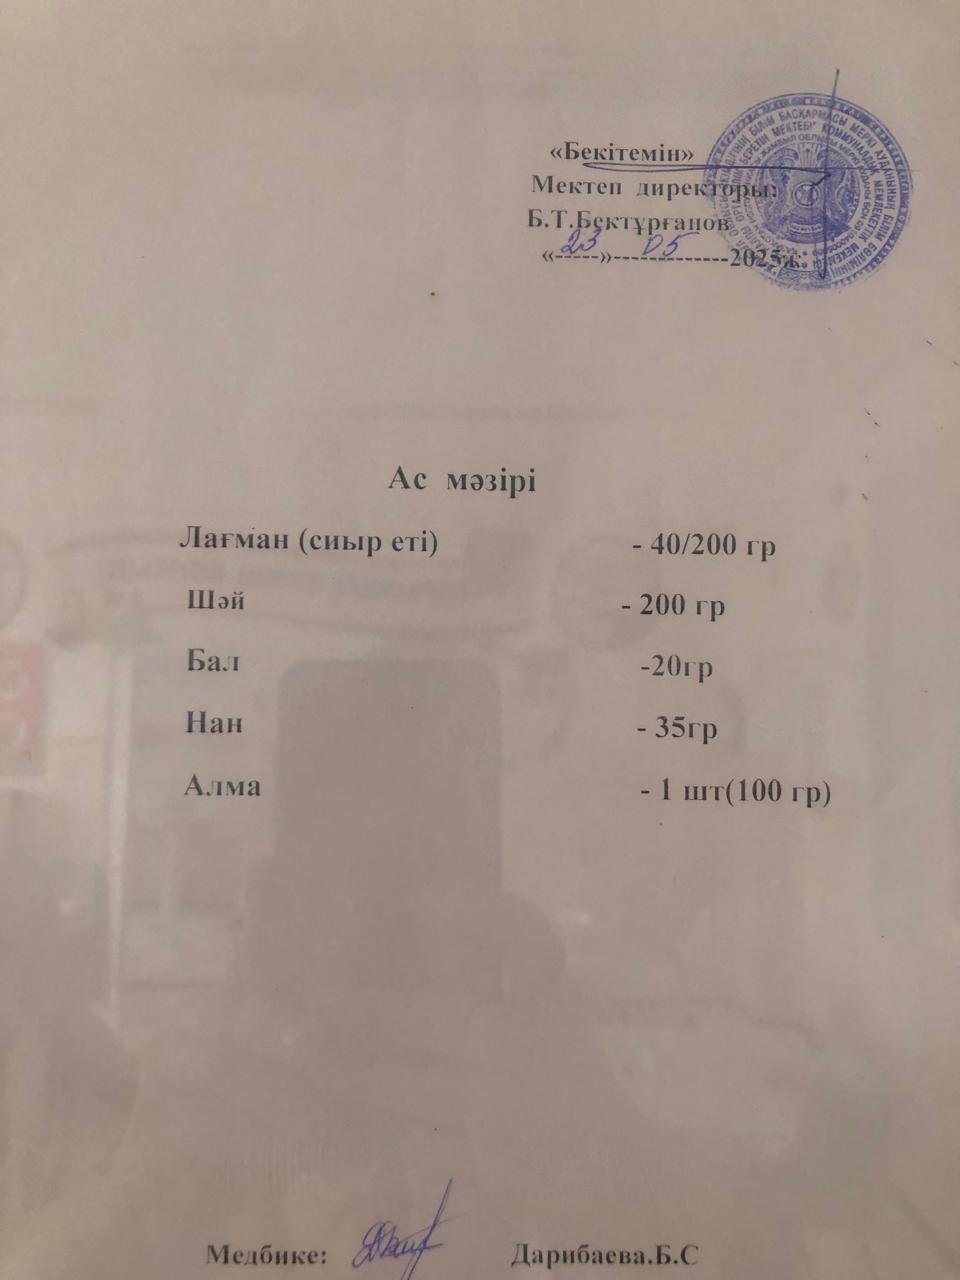 «Бекітемін»
Мектеп директоры:
Б.Т.Бектұрғанов
«--23--»----05--------2025ж.
Ас мәзірі
Лағман (сиыр еті) - 40/200 гр
Шәй - 200 гр
Бал -20гр
Нан - 35гр
Алма - 1 шт(100 гр)
Медбике: Дарибаева.Б.С